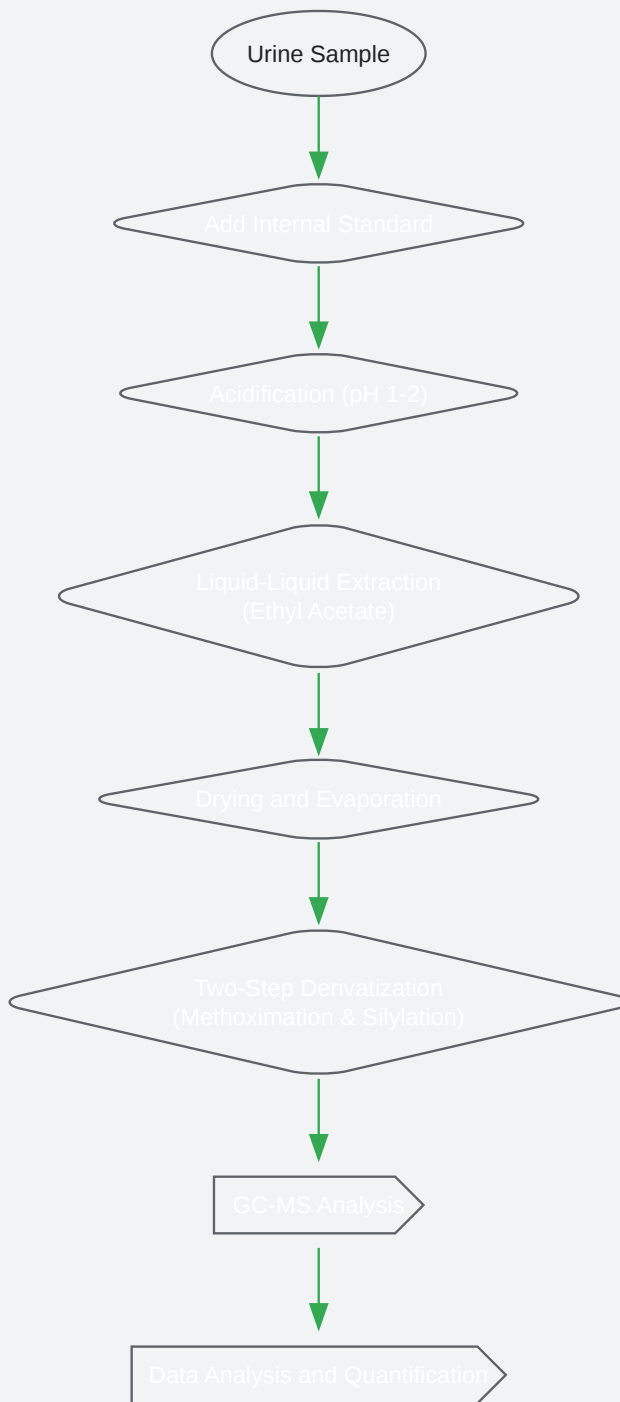 Urine Sample
Add Internal Standard
Acidification (pH 1-2)
Liquid-Liquid Extraction
(Ethyl Acetate)
Drying and Evaporation
Two-Step Derivatization
(Methoximation & Silylation)
GC-MS Analysis
Data Analysis and Quantification